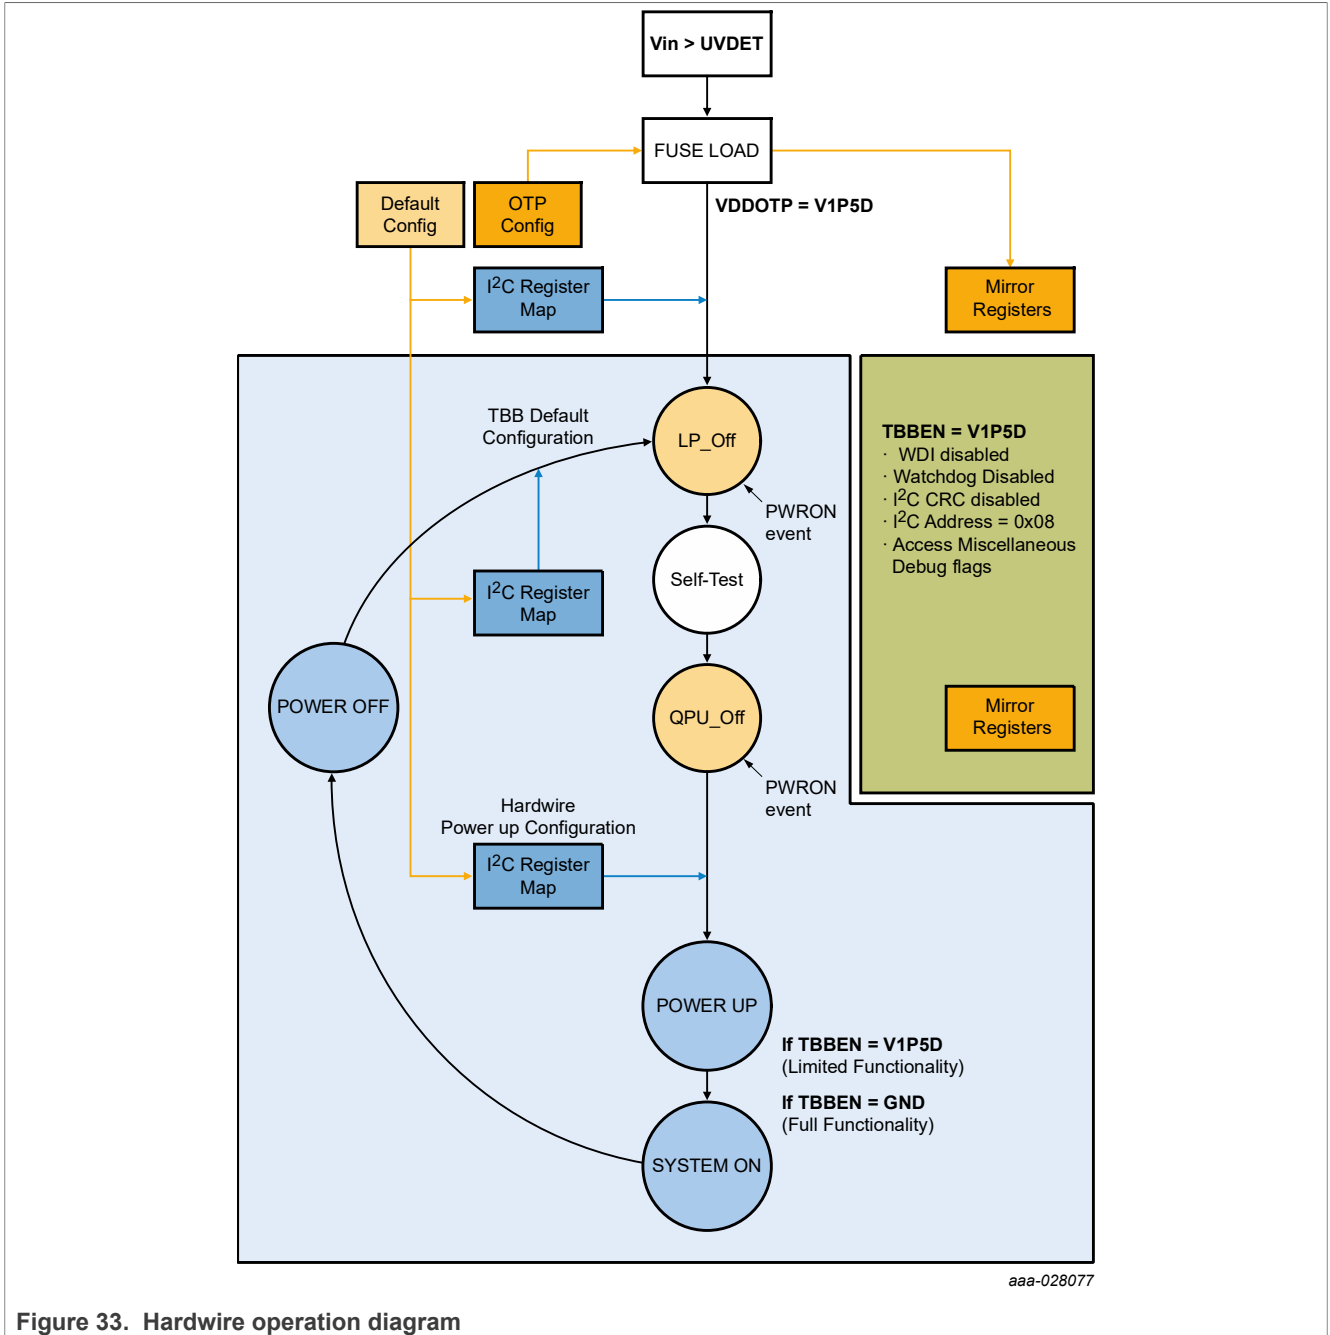 Vin > UVDET
FUSE LOAD
VDDOTP = V1P5D
Default
Config
OTP
Config
I2C Register
Map
Mirror
Registers
TBB Default
Configuration
LP_Off
PWRON
event
TBBEN = V1P5D
· WDI disabled
· Watchdog Disabled
· I2C CRC disabled
· I2C Address = 0x08
· Access Miscellaneous
Debug flags
Self-Test
I2C Register
Map
POWER OFF
QPU_Off
Mirror
Registers
PWRON
event
Hardwire
Power up Configuration
I2C Register
Map
POWER UP
If TBBEN = V1P5D
(Limited Functionality)
If TBBEN = GND
(Full Functionality)
SYSTEM ON
aaa-028077
Figure 33. Hardwire operation diagram